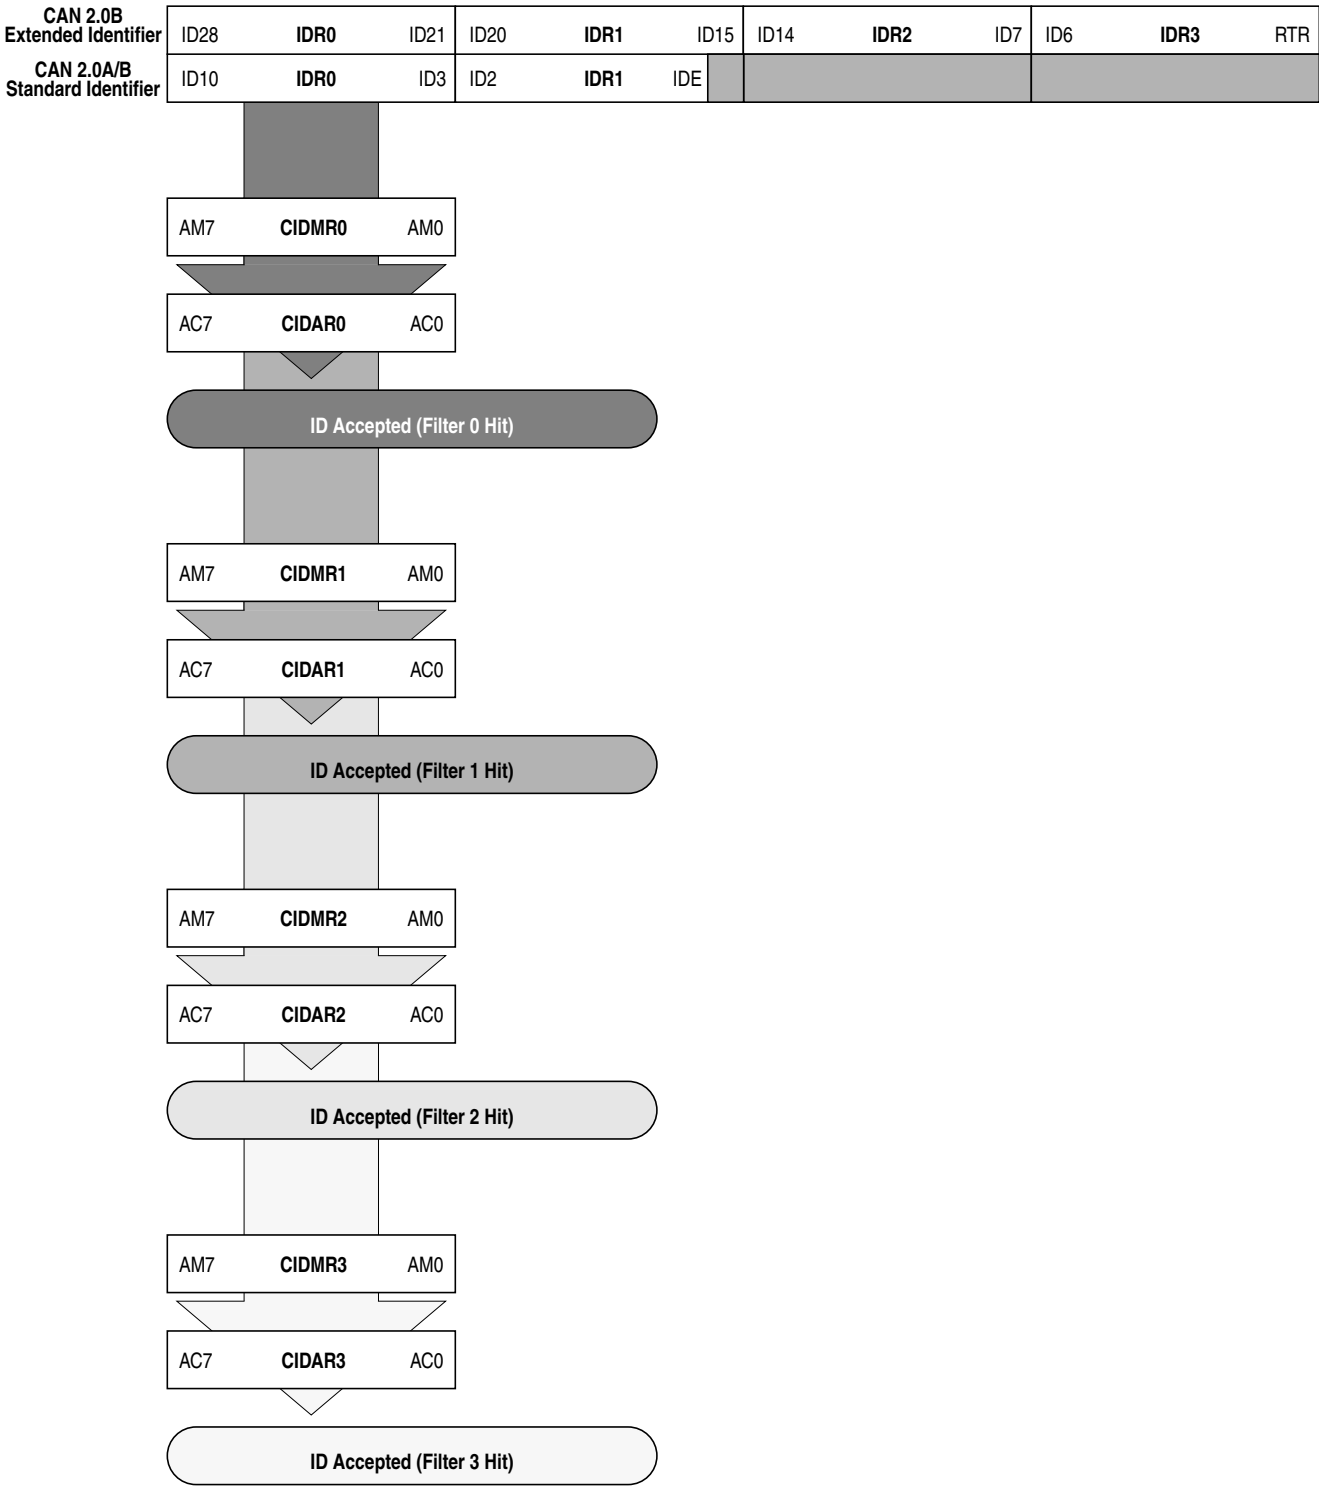 CAN 2.0B
Extended Identifier ID28 IDR0 ID21 ID20 IDR1 ID15 ID14 IDR2 ID7 ID6 IDR3 RTR
CAN 2.0A/B
Standard Identifier ID10 IDR0 ID3 ID2 IDR1 IDE
AM7 CIDMR0 AM0
AC7 CIDAR0 AC0
ID Accepted (Filter 0 Hit)
AM7 CIDMR1 AM0
AC7 CIDAR1 AC0
ID Accepted (Filter 1 Hit)
AM7 CIDMR2 AM0
AC7 CIDAR2 AC0
ID Accepted (Filter 2 Hit)
AM7 CIDMR3 AM0
AC7 CIDAR3 AC0
ID Accepted (Filter 3 Hit)